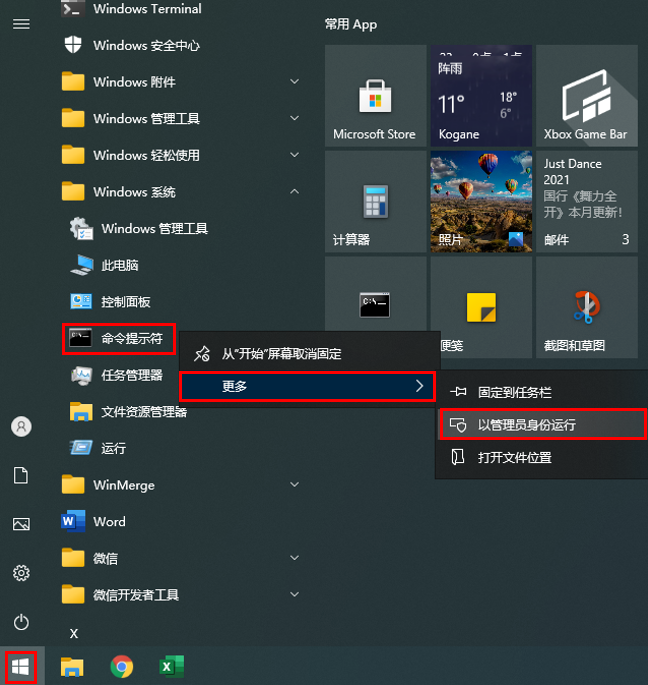 Windows Terminal
Windows 安全中心
Windows 附件
Windows 管理工具
Windows 轻松使用
Windows 系统
Windows 管理工具
此电脑
控制面板
命令提示符
任务管理器
文件资源管理器
运行
WinMerge
Word
微信
微信开发者工具
X
常用 App
Microsoft Store
阵雨
11°
18°
6°
Kogane
Xbox Game Bar
计算器
照片
Just Dance
2021
国行《舞力全
开》本月更新！
邮件
3
便笺
截图和草图
从"开始"屏幕取消固定
更多
固定到任务栏
以管理员身份运行
打开文件位置